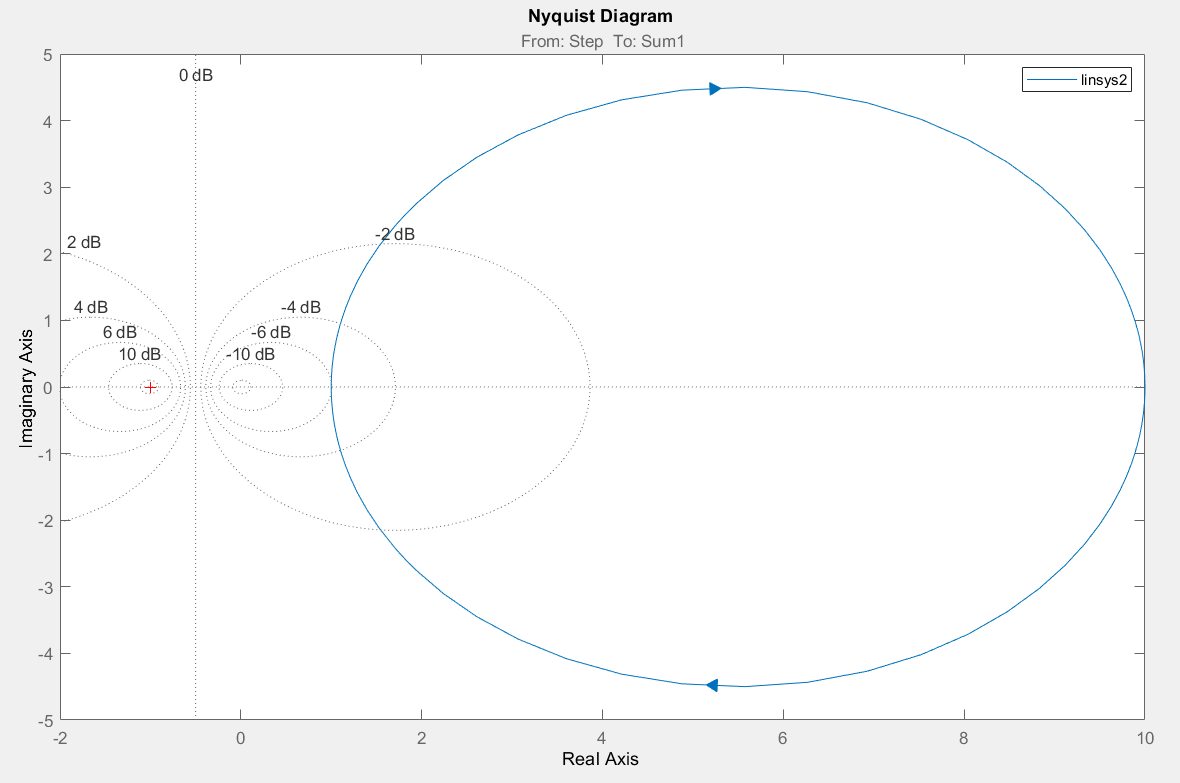 Nyquist Diagram
From: Step  To: Sum1
linsys2
0 dB
2 dB
-2 dB
4 dB
-4 dB
6 dB
-6 dB
10 dB
-10 dB
5
4
3
2
1
0
-1
-2
-3
-4
-5
Imaginary Axis
-2 0 2 4 6 8 10
Real Axis